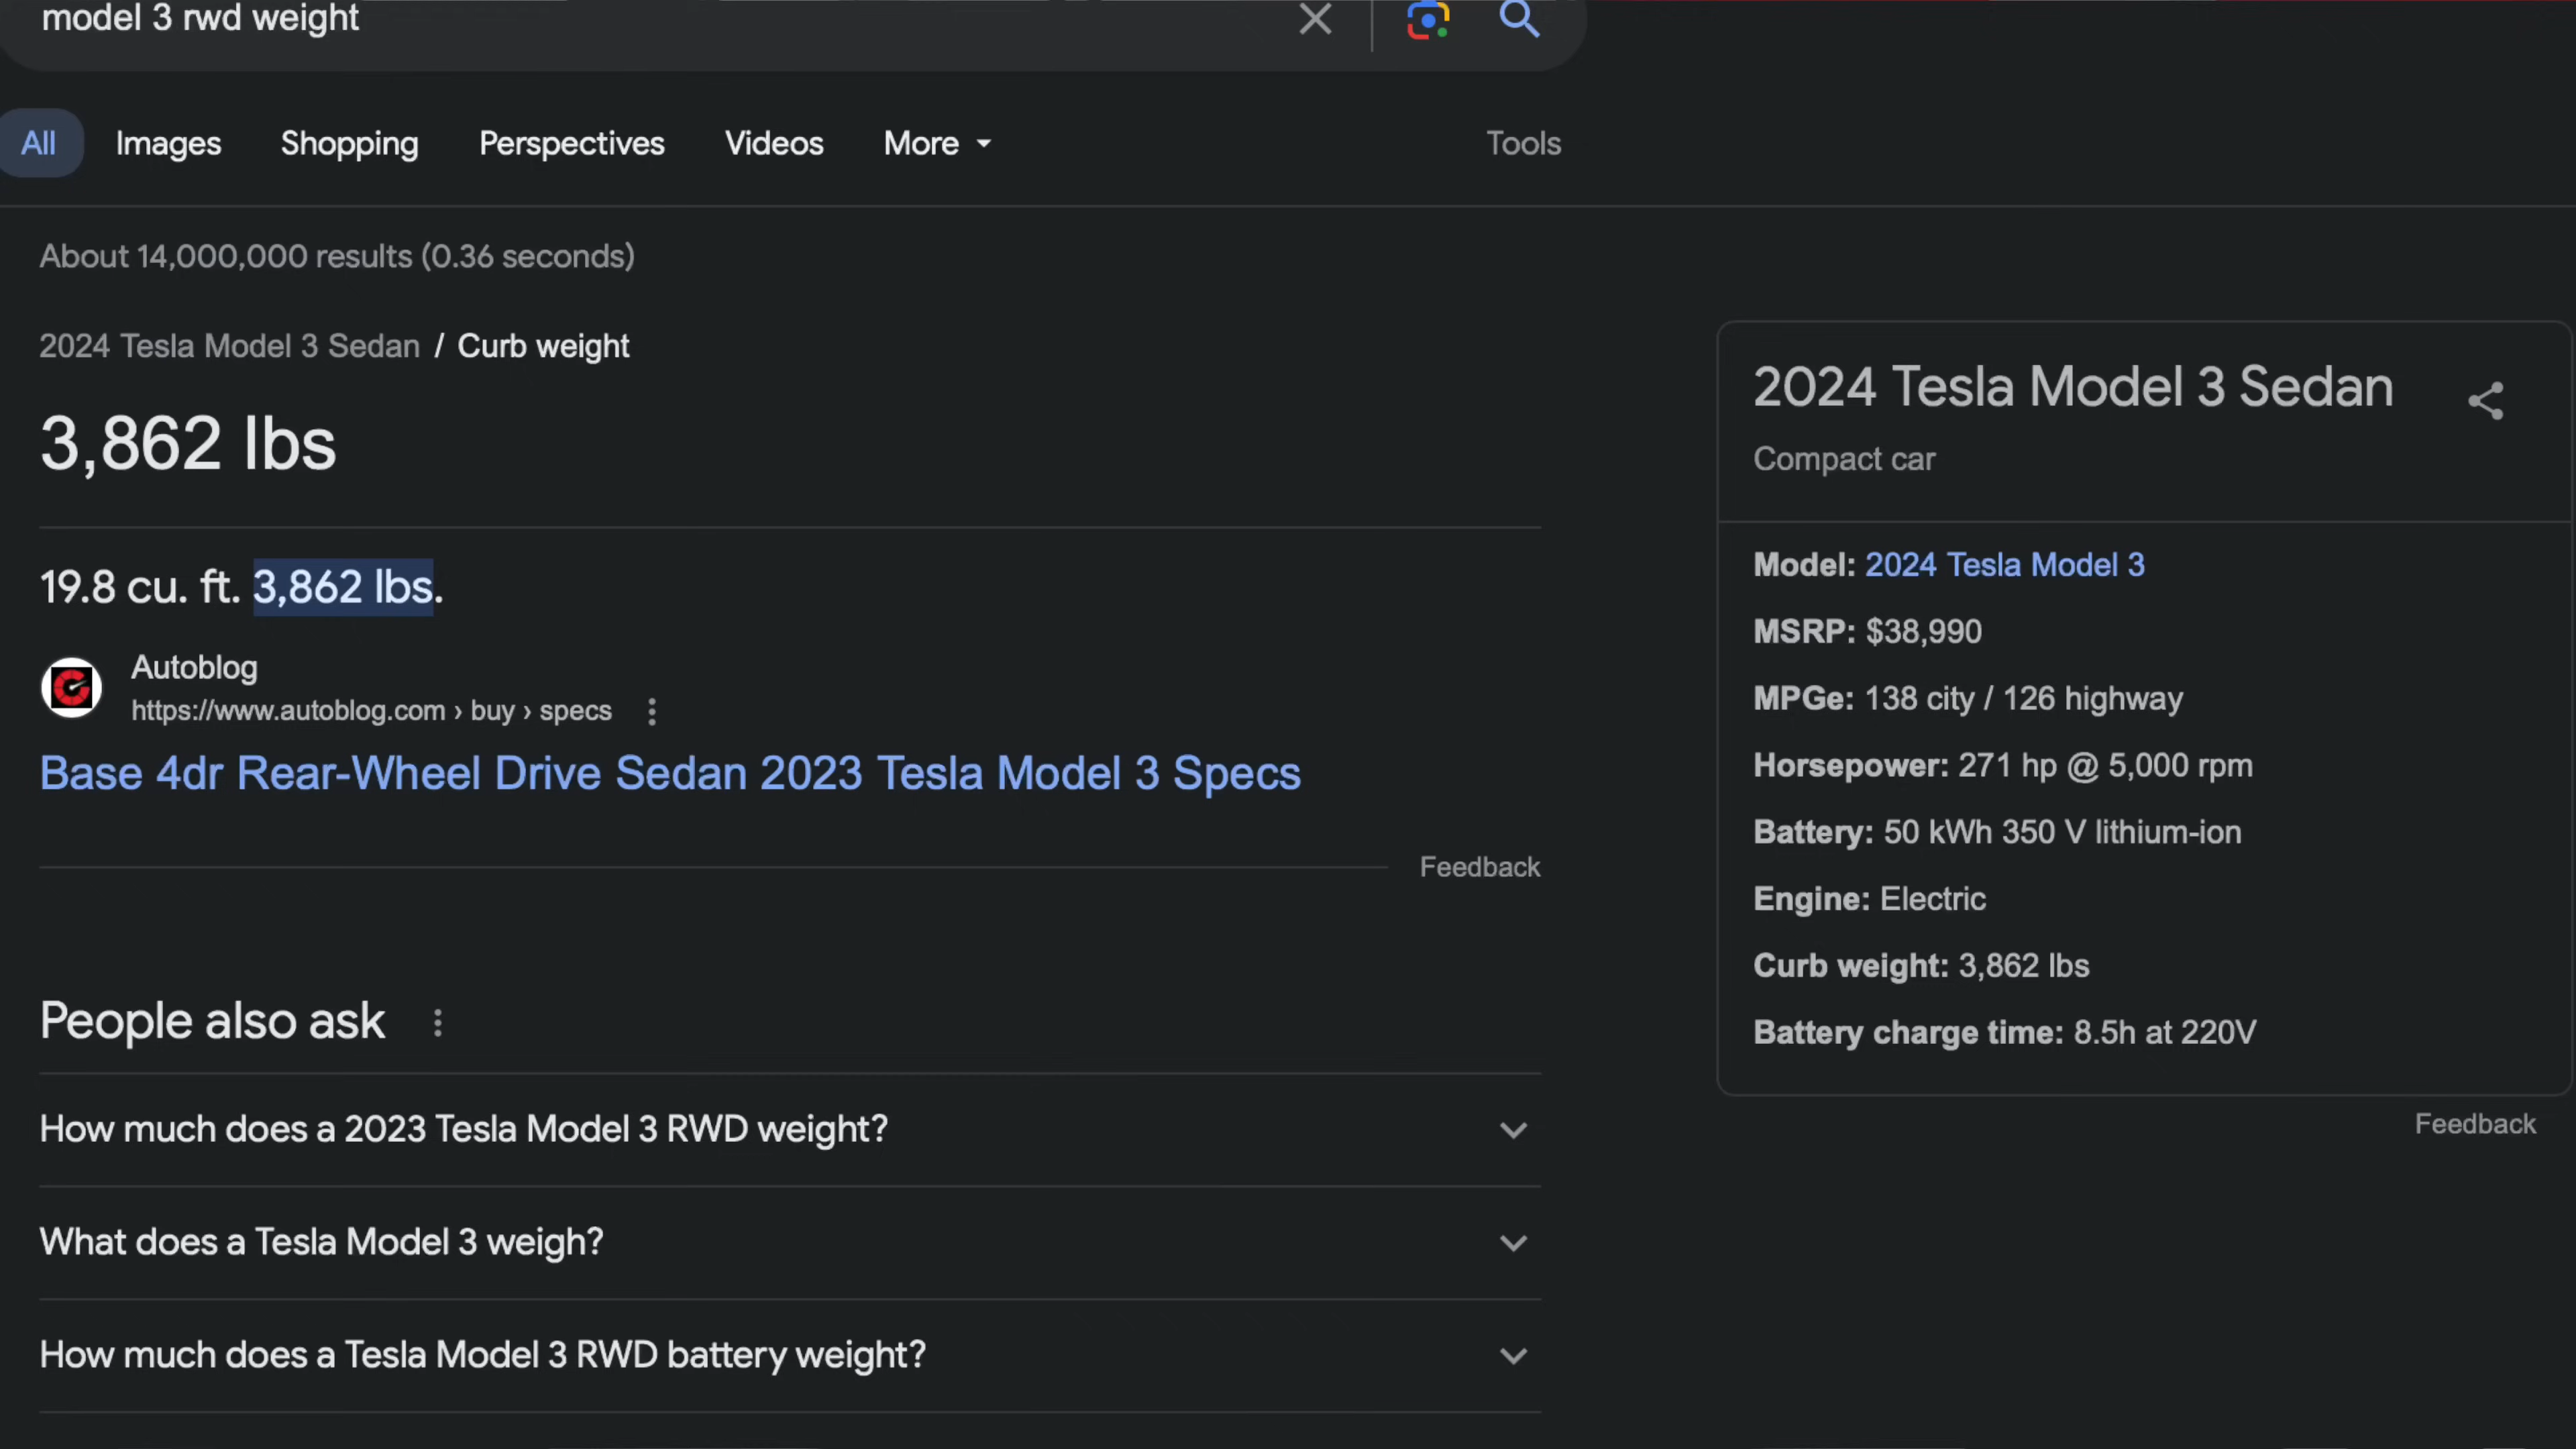 model 3 rwd weight
All Images Shopping Perspectives Videos More Tools
About 14,000,000 results (0.36 seconds)
2024 Tesla Model 3 Sedan / Curb weight
3,862 lbs
19.8 cu. ft. 3,862 lbs.
Autoblog
https://www.autoblog.com › buy › specs
Base 4dr Rear-Wheel Drive Sedan 2023 Tesla Model 3 Specs
Feedback
People also ask
How much does a 2023 Tesla Model 3 RWD weight?
What does a Tesla Model 3 weigh?
How much does a Tesla Model 3 RWD battery weight?
2024 Tesla Model 3 Sedan
Compact car
Model: 2024 Tesla Model 3
MSRP: $38,990
MPGe: 138 city / 126 highway
Horsepower: 271 hp @ 5,000 rpm
Battery: 50 kWh 350 V lithium-ion
Engine: Electric
Curb weight: 3,862 lbs
Battery charge time: 8.5h at 220V
Feedback